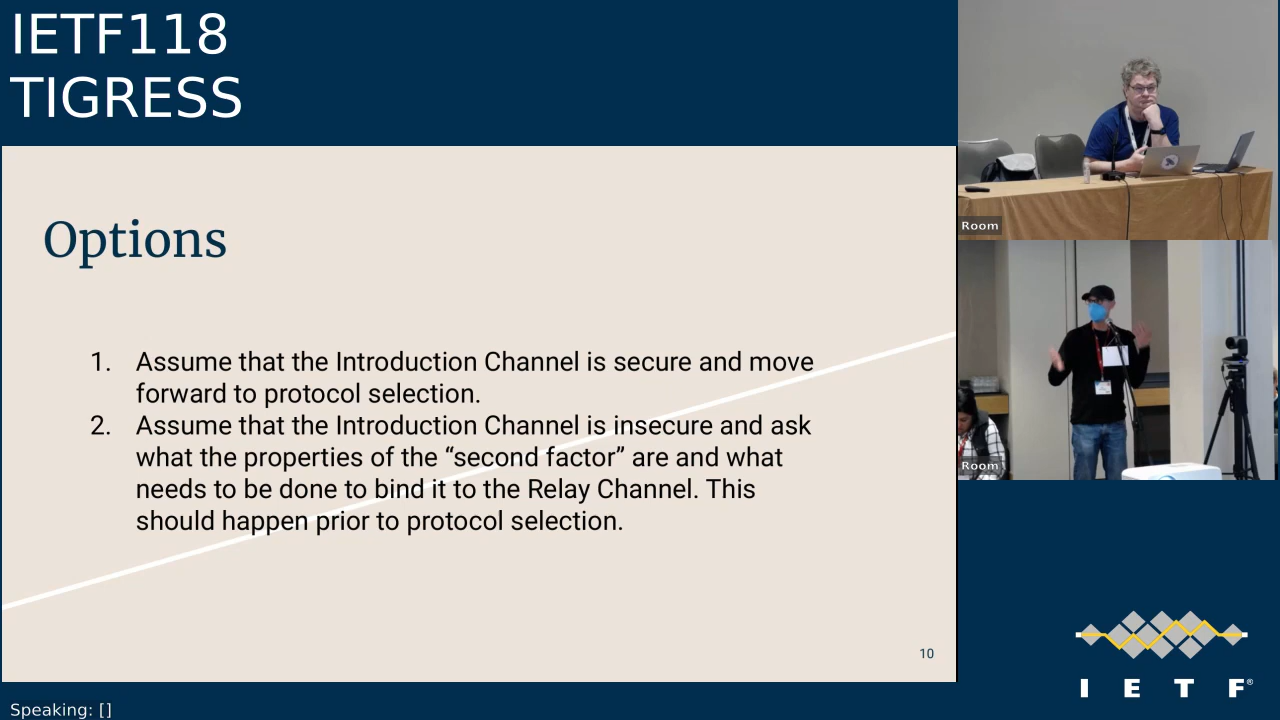 IETF118
TIGRESS
Options
1. Assume that the Introduction Channel is secure and move
forward to protocol selection.
2. Assume that the Introduction Channel is insecure and ask
what the properties of the “second factor” are and what
needs to be done to bind it to the Relay Channel. This
should happen prior to protocol selection.
10
Room
Room
I E T F®
Speaking: []